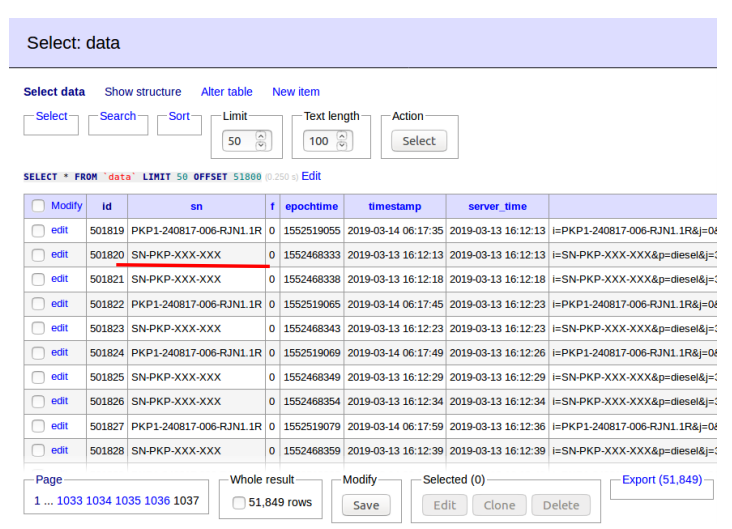 Select: data
Select data Show structure Alter table New item
Select Search Sort Limit Text length Action
50 100 Select
SELECT * FROM `data` LIMIT 50 OFFSET 51800 (0.250 s) Edit
Modify id sn f epochtime timestamp server_time
edit 501819 PKP1-240817-006-RJN1.1R 0 1552519055 2019-03-14 06:17:35 2019-03-13 16:12:13 i=PKP1-240817-006-RJN1.1R&j=0&
edit 501820 SN-PKP-XXX-XXX 0 1552468333 2019-03-13 16:12:13 2019-03-13 16:12:13 i=SN-PKP-XXX-XXX&p=diesel&j=3
edit 501821 SN-PKP-XXX-XXX 0 1552468338 2019-03-13 16:12:18 2019-03-13 16:12:18 i=SN-PKP-XXX-XXX&p=diesel&j=3
edit 501822 PKP1-240817-006-RJN1.1R 0 1552519065 2019-03-14 06:17:45 2019-03-13 16:12:23 i=PKP1-240817-006-RJN1.1R&j=0&
edit 501823 SN-PKP-XXX-XXX 0 1552468343 2019-03-13 16:12:23 2019-03-13 16:12:23 i=SN-PKP-XXX-XXX&p=diesel&j=3
edit 501824 PKP1-240817-006-RJN1.1R 0 1552519069 2019-03-14 06:17:49 2019-03-13 16:12:26 i=PKP1-240817-006-RJN1.1R&j=0&
edit 501825 SN-PKP-XXX-XXX 0 1552468349 2019-03-13 16:12:29 2019-03-13 16:12:29 i=SN-PKP-XXX-XXX&p=diesel&j=3
edit 501826 SN-PKP-XXX-XXX 0 1552468354 2019-03-13 16:12:34 2019-03-13 16:12:34 i=SN-PKP-XXX-XXX&p=diesel&j=3
edit 501827 PKP1-240817-006-RJN1.1R 0 1552519079 2019-03-14 06:17:59 2019-03-13 16:12:36 i=PKP1-240817-006-RJN1.1R&j=0&
edit 501828 SN-PKP-XXX-XXX 0 1552468359 2019-03-13 16:12:39 2019-03-13 16:12:39 i=SN-PKP-XXX-XXX&p=diesel&j=3
Page Whole result Modify Selected (0) Export (51,849)
1 ... 1033 1034 1035 1036 1037 51,849 rows Save Edit Clone Delete